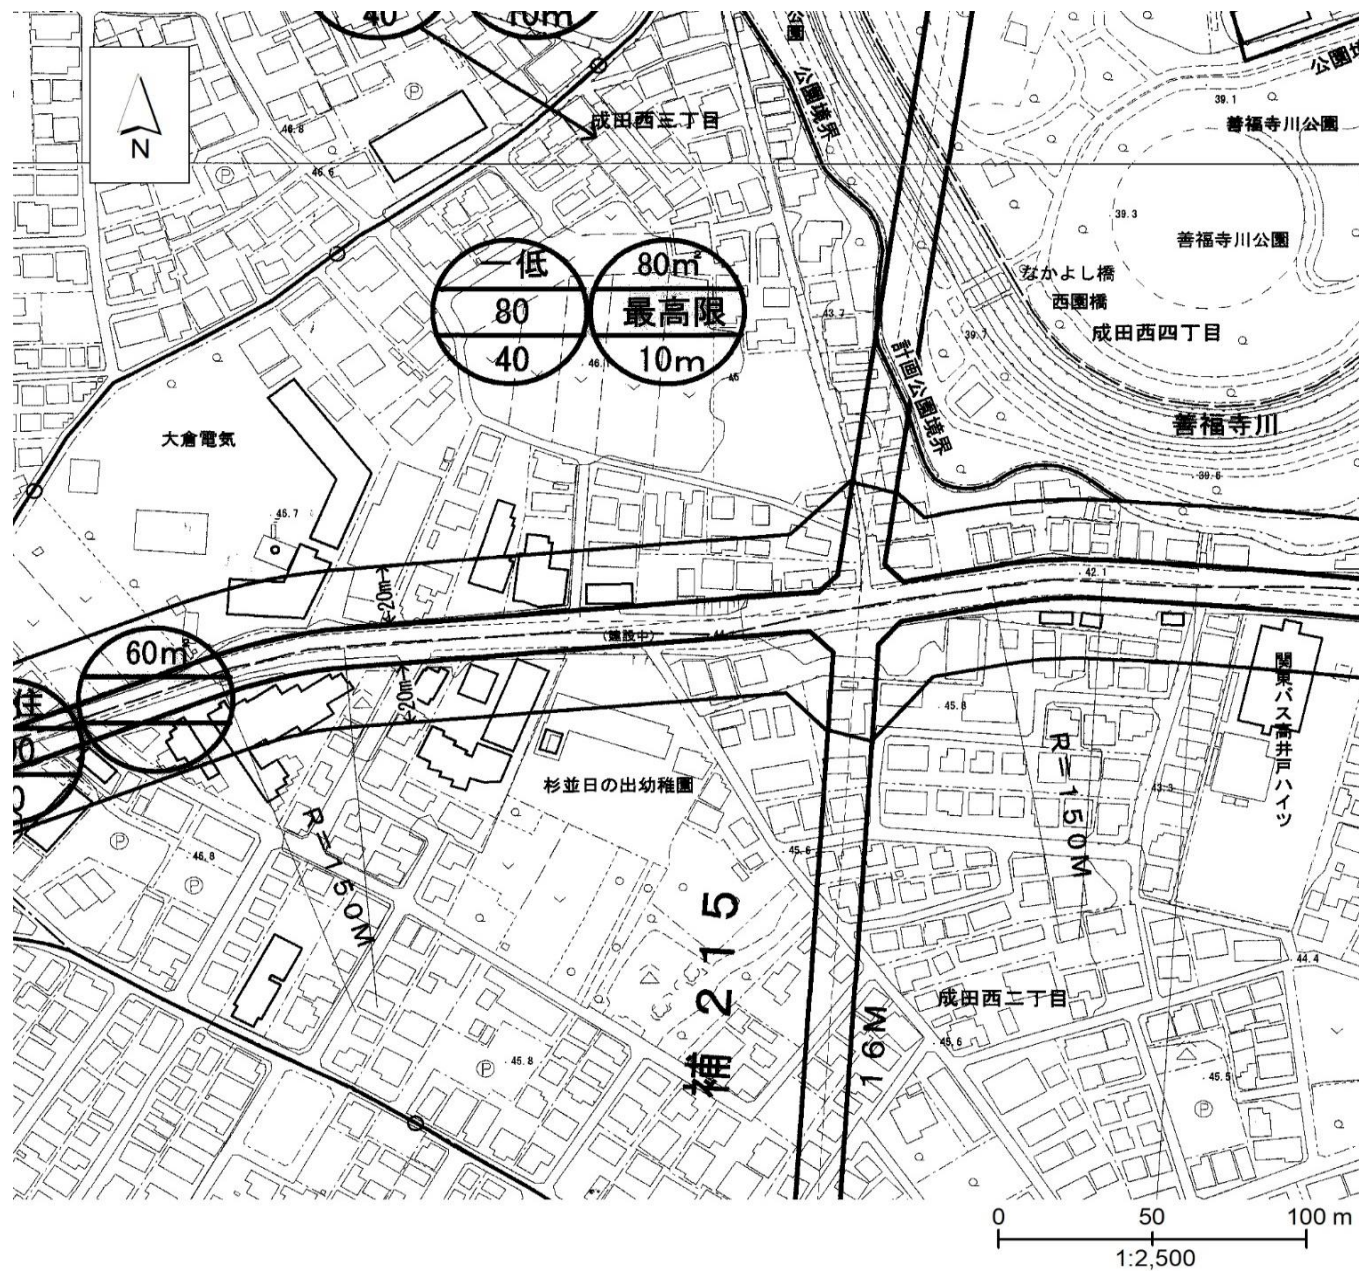 40
10m
公園境界
公園
N
成田西三丁目
46.8
46.6
P
P
39.1
善福寺川公園
39.3
善福寺川公園
なかよし橋
西園橋
39.7
成田西四丁目
一低
80
40
80㎡
最高限
10m
43.7
46
計画公園境界
善福寺川
大倉電気
45.7
39.6
←20m→
42.1
(建設中)
60㎡
住
←20m→
45.8
関東バス高井戸ハイツ
R=150M
43.3
杉並日の出幼稚園
R=150M
45.6
46.8
P
P
補215
16M
44.4
成田西二丁目
45.6
45.8
P
45.5
P
0 50 100 m
1:2,500